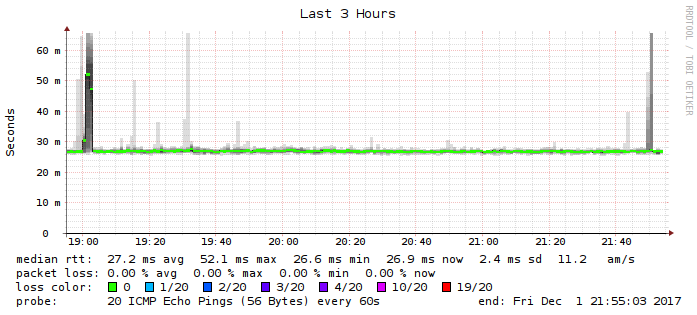 Last 3 Hours
RRDTOOL / TOBI OETIKER
Seconds
60 m
50 m
40 m
30 m
20 m
10 m
0
19:00 19:20 19:40 20:00 20:20 20:40 21:00 21:20 21:40
median rtt: 27.2 ms avg 52.1 ms max 26.6 ms min 26.9 ms now 2.4 ms sd 11.2 am/s
packet loss: 0.00 % avg 0.00 % max 0.00 % min 0.00 % now
loss color: 0 1/20 2/20 3/20 4/20 10/20 19/20
probe: 20 ICMP Echo Pings (56 Bytes) every 60s end: Fri Dec 1 21:55:03 2017